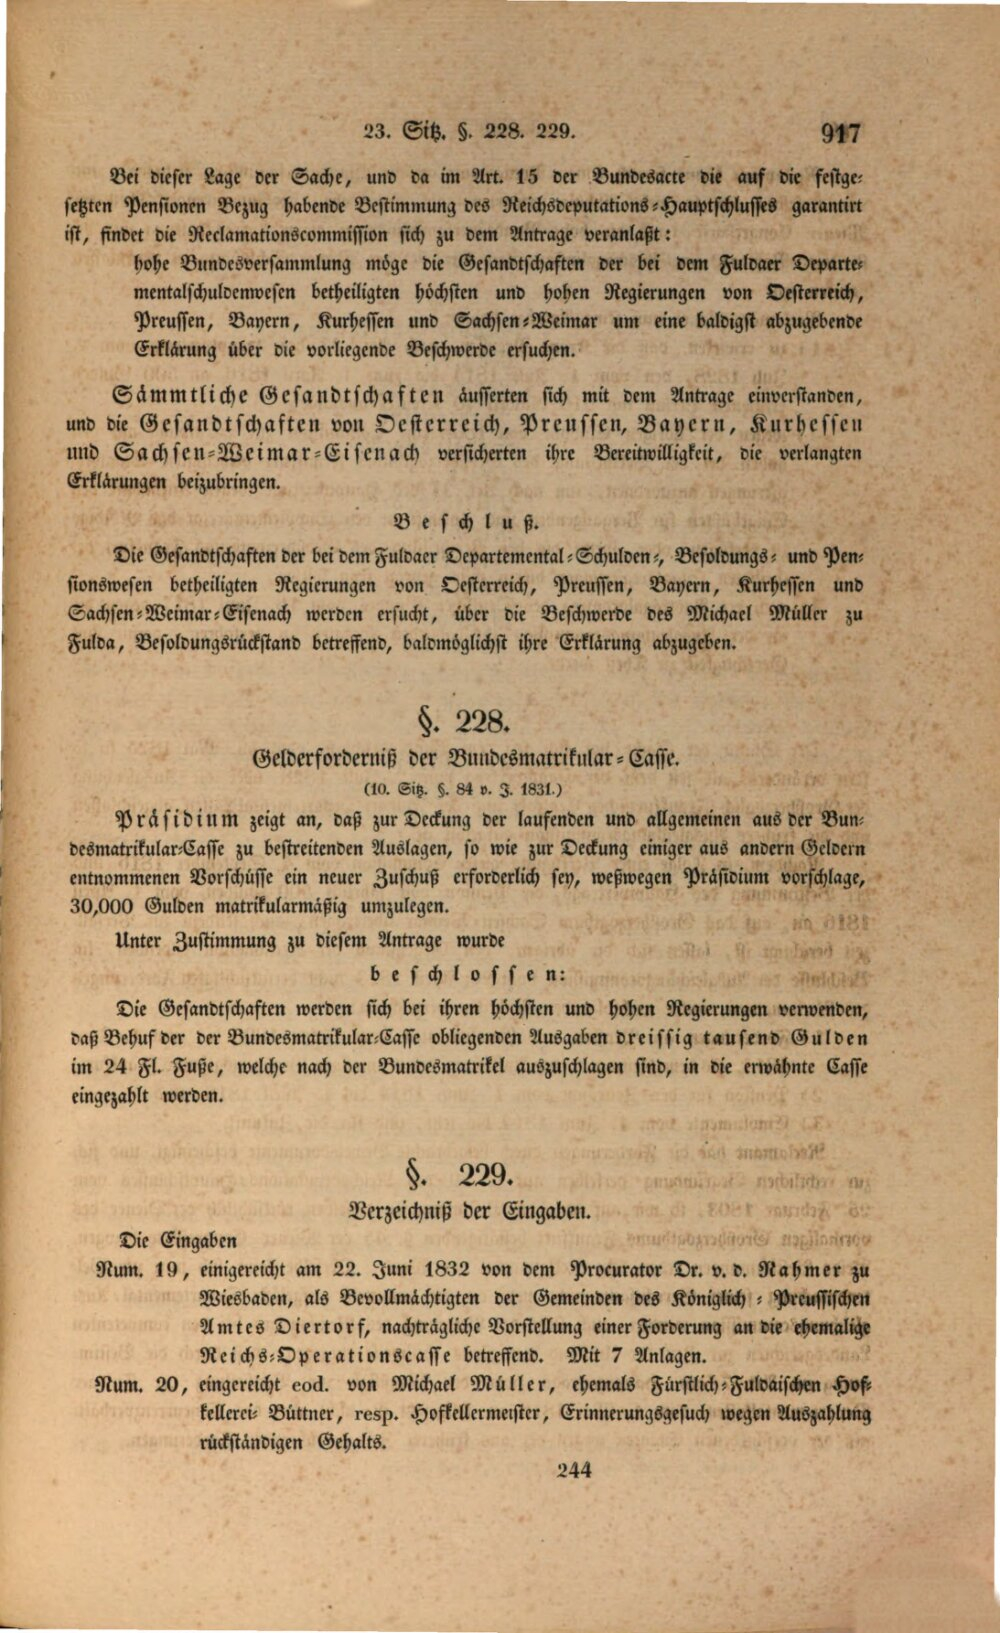 23. Sitz. §. 228. 229. 917
Bei dieser Lage der Sache, und da im Art. 15 der Bundesacte die auf die festge-
setzten Pensionen Bezug habende Bestimmung des Reichsdeputations-Hauptschlusses garantirt
ist, findet die Reclamationscommission sich zu dem Antrage veranlaßt:
hohe Bundesversammlung möge die Gesandtschaften der bei dem Fuldaer Departe-
mentalschuldenwesen betheiligten höchsten und hohen Regierungen von Oesterreich,
Preussen, Bayern, Kurhessen und Sachsen-Weimar um eine baldigst abzugebende
Erklärung über die vorliegende Beschwerde ersuchen.
Sämmtliche Gesandtschaften äusserten sich mit dem Antrage einverstanden,
und die Gesandtschaften von Oesterreich, Preussen, Bayern, Kurhessen
und Sachsen-Weimar-Eisenach versicherten ihre Bereitwilligkeit, die verlangten
Erklärungen beizubringen.
Beschluß.
Die Gesandtschaften der bei dem Fuldaer Departemental-Schulden-, Besoldungs- und Pen-
sionswesen betheiligten Regierungen von Oesterreich, Preussen, Bayern, Kurhessen und
Sachsen-Weimar-Eisenach werden ersucht, über die Beschwerde des Michael Müller zu
Fulda, Besoldungsrückstand betreffend, baldmöglichst ihre Erklärung abzugeben.
§. 228.
Gelderforderniß der Bundesmatrikular-Casse.
(10. Sitz. §. 84 v. J. 1831.)
Präsidium zeigt an, daß zur Deckung der laufenden und allgemeinen aus der Bun-
desmatrikular-Casse zu bestreitenden Auslagen, so wie zur Deckung einiger aus andern Geldern
entnommenen Vorschüsse ein neuer Zuschuß erforderlich sey, weßwegen Präsidium vorschlage,
30,000 Gulden matrikularmäßig umzulegen.
Unter Zustimmung zu diesem Antrage wurde
beschlossen:
Die Gesandtschaften werden sich bei ihren höchsten und hohen Regierungen verwenden,
daß Behuf der der Bundesmatrikular-Casse obliegenden Ausgaben dreissig tausend Gulden
im 24 Fl. Fuße, welche nach der Bundesmatrikel auszuschlagen sind, in die erwähnte Casse
eingezahlt werden.
§. 229.
Verzeichniß der Eingaben.
Die Eingaben
Num. 19, einigereicht am 22. Juni 1832 von dem Procurator Dr. v. d. Nahmer zu
Wiesbaden, als Bevollmächtigten der Gemeinden des Königlich-Preussischen
Amtes Diertorf, nachträgliche Vorstellung einer Forderung an die ehemalige
Reichs-Operationscasse betreffend. Mit 7 Anlagen.
Num. 20, eingereicht eod. von Michael Müller, ehemals Fürstlich-Fuldaischen Hof-
kellerei-Büttner, resp. Hofkellermeister, Erinnerungsgesuch wegen Auszahlung
rückständigen Gehalts.
244